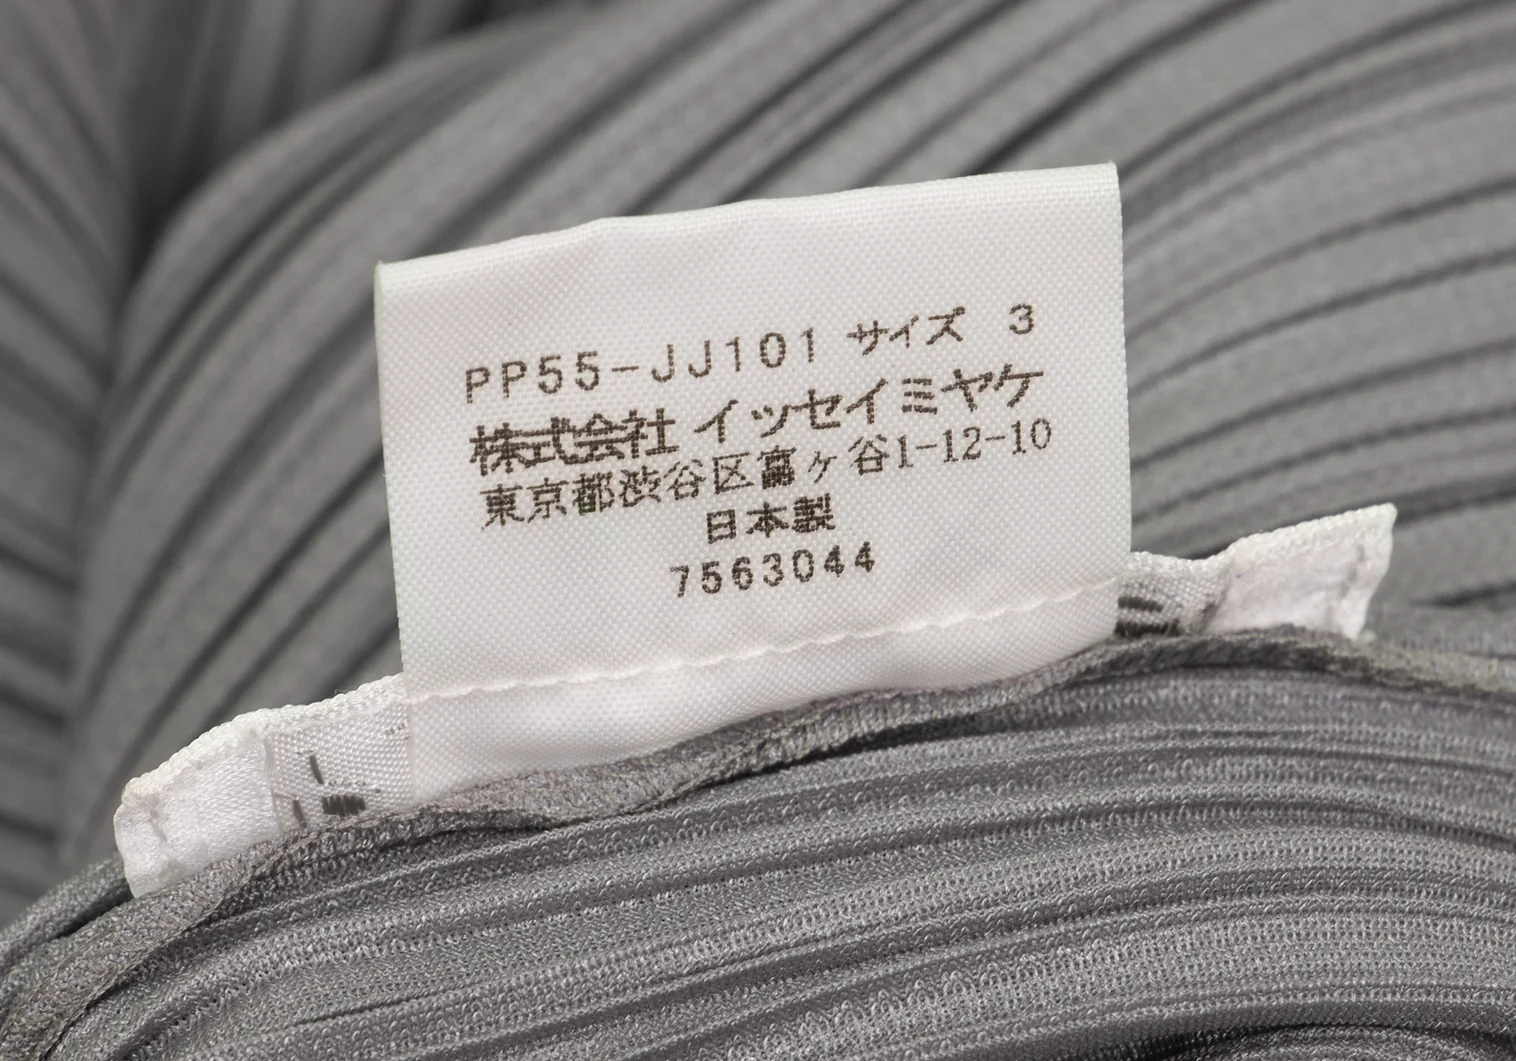 PP55-JJ101 サイズ 3
株式会社 イッセイミヤケ
東京都渋谷区富ヶ谷1-12-10
日本製
7563044